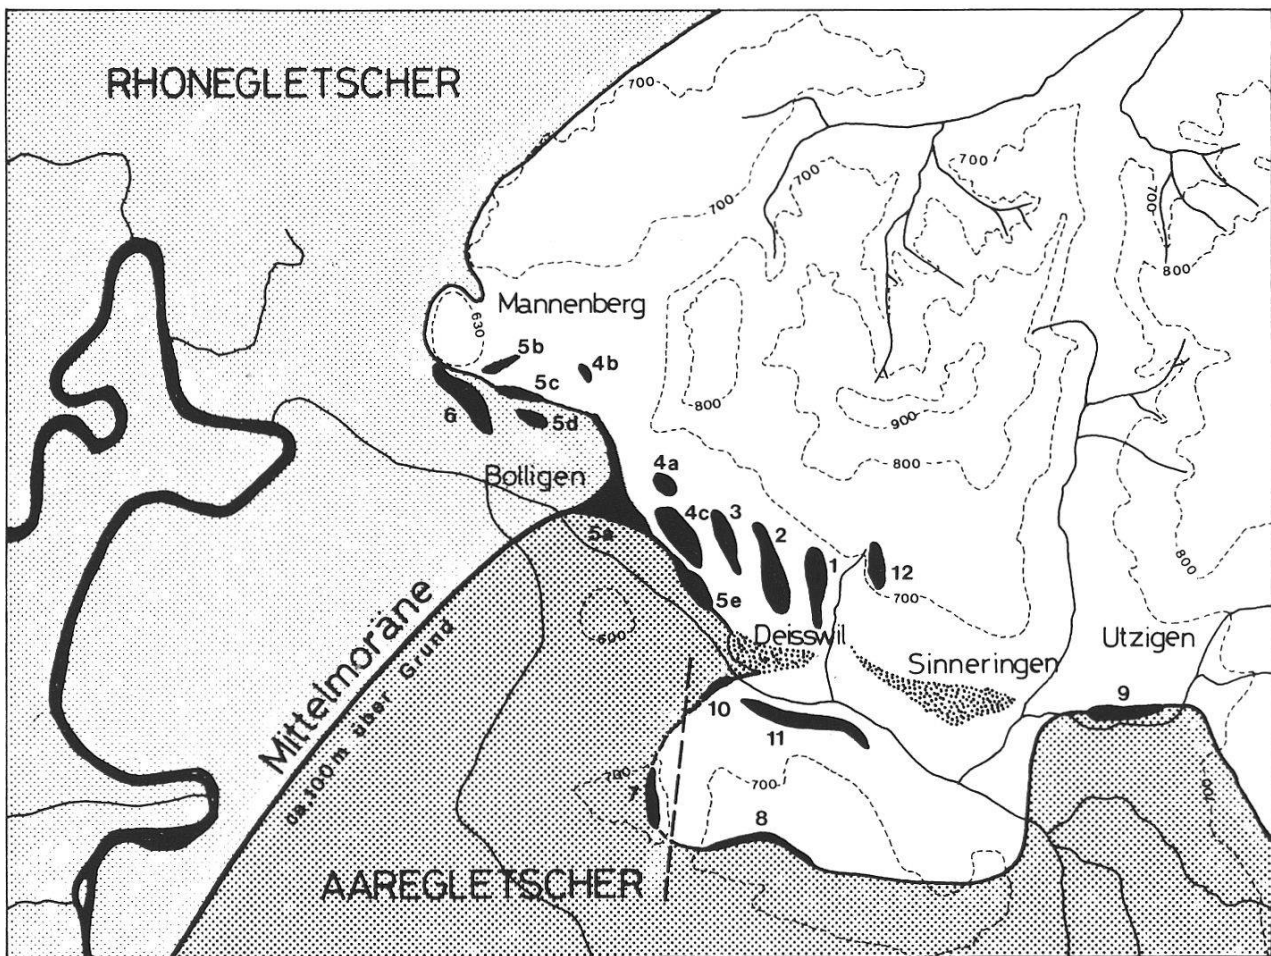 RHONEGLETSCHER
700
700
700
700
700
800
Mannenberg
630
5b
4b
5c
6
5d
800
900
800
Bolligen
4a
4c
3
2
5a
1
12
800
5e
700
600
Mittelmoräne
ca. 100m über Grund
Deisswil
Sinneringen
Utzigen
9
10
11
700
7
700
700
8
AAREGLETSCHER